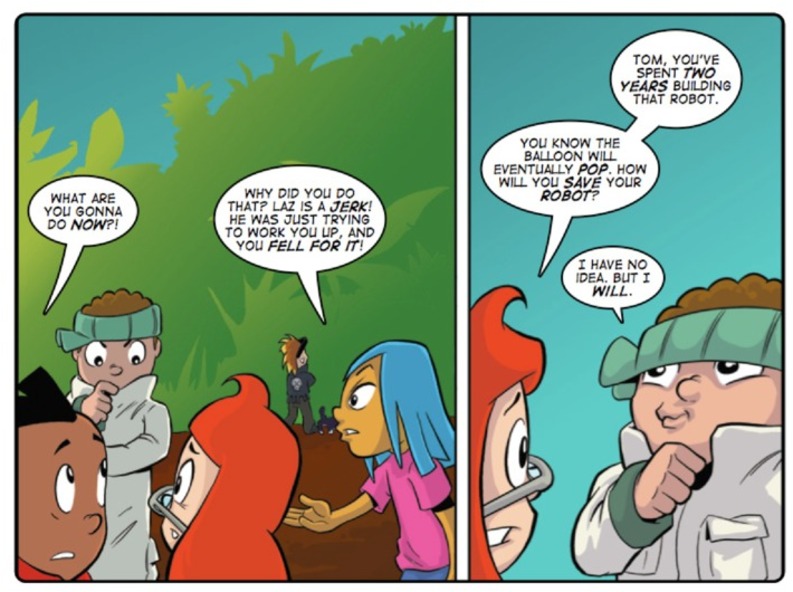 WHAT ARE
YOU GONNA
DO NOW?!
WHY DID YOU DO
THAT? LAZ IS A JERK!
HE WAS JUST TRYING
TO WORK YOU UP, AND
YOU FELL FOR IT!
TOM, YOU'VE
SPENT TWO
YEARS BUILDING
THAT ROBOT.
YOU KNOW THE
BALLOON WILL
EVENTUALLY POP. HOW
WILL YOU SAVE YOUR
ROBOT?
I HAVE NO
IDEA. BUT I
WILL.